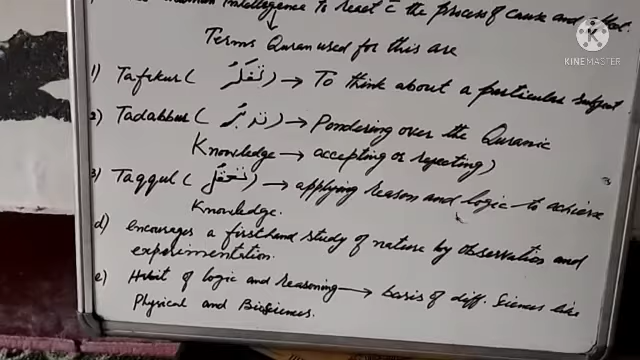 Intellegence to react c̄ the process of cause and effect.
Terms Quran used for this are
1) Tafakur (تفکر) → To think about a particular subject
2) Tadabbur (تدبر) → Pondering over the Quranic
Knowledge → accepting or rejecting)
3) Taqqul (تعقل) → applying reason and logic to achieve
Knowledge.
d) encourages a firsthand study of nature by observation and
experimentation.
e) Habit of logic and reasoning → basis of diff. Sciences like
Physical and BioSciences.
KINEMASTER